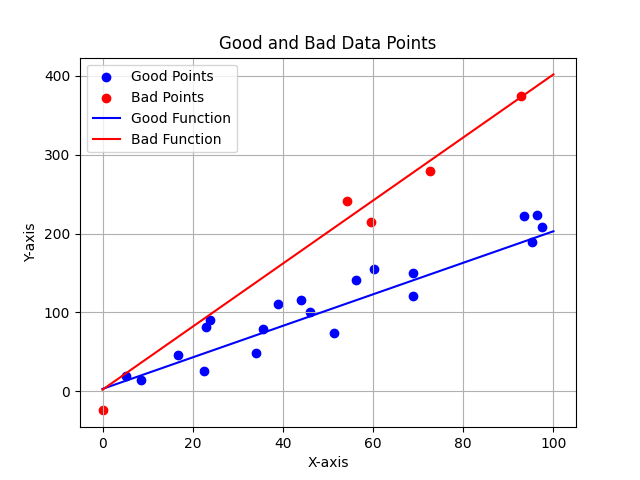 Good and Bad Data Points
Good Points
Bad Points
Good Function
Bad Function
Y-axis
400
300
200
100
0
0 20 40 60 80 100
X-axis